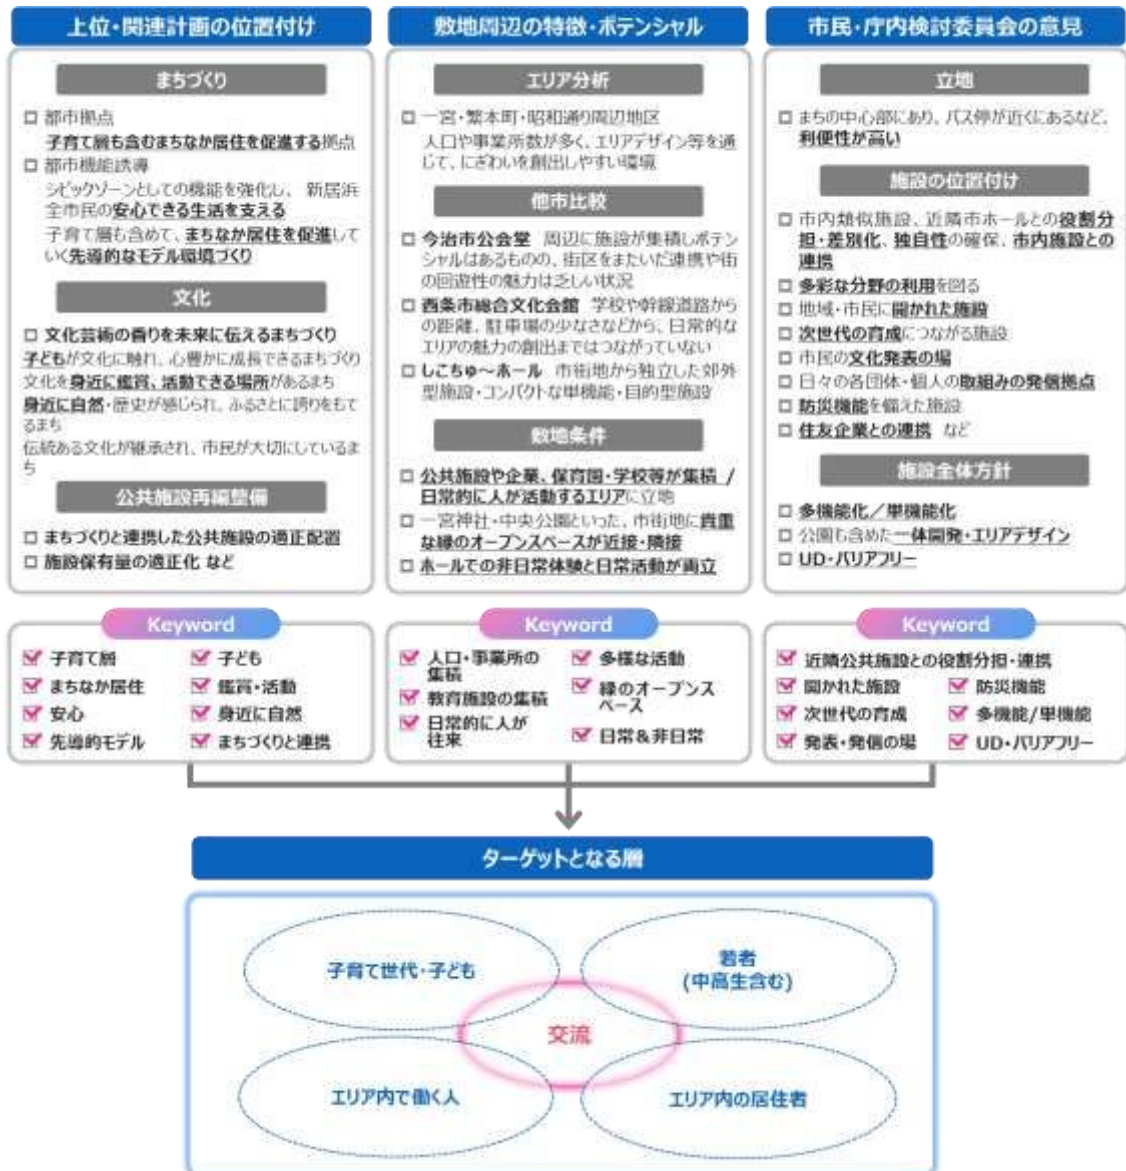 上位・関連計画の位置付け
まちづくり
□ 都市拠点
子育て層も含むまちなか居住を促進する拠点
□ 都市機能誘導
シビックゾーンとしての機能を強化し、 新居浜
全市民の安心できる生活を支える
子育て層も含めて、まちなか居住を促進して
いく先導的なモデル環境づくり
文化
□ 文化芸術の香りを未来に伝えるまちづくり
子どもが文化に触れ、心豊かに成長できるまちづくり
文化を身近に鑑賞、活動できる場所があるまち
身近に自然・歴史が感じられ、ふるさとに誇りをもて
るまち
伝統ある文化が継承され、市民が大切にしているま
ち
公共施設再編整備
□ まちづくりと連携した公共施設の適正配置
□ 施設保有量の適正化 など
敷地周辺の特徴・ポテンシャル
エリア分析
□ 一宮・繁本町・昭和通り周辺地区
人口や事業所数が多く、エリアデザイン等を通
じて、にぎわいを創出しやすい環境
他市比較
□ 今治市公会堂 周辺に施設が集積しポテン
シャルはあるものの、街区をまたいだ連携や街
の回遊性の魅力は乏しい状況
□ 西条市総合文化会館 学校や幹線道路から
の距離、駐車場の少なさなどから、日常的な
エリアの魅力の創出まではつながっていない
□ しこちゅ～ホール 市街地から独立した郊外
型施設・コンパクトな単機能・目的型施設
敷地条件
□ 公共施設や企業、保育園・学校等が集積 /
日常的に人が活動するエリアに立地
□ 一宮神社・中央公園といった、市街地に貴重
な緑のオープンスペースが近接・隣接
□ ホールでの非日常体験と日常活動が両立
市民・庁内検討委員会の意見
立地
□ まちの中心部にあり、バス停が近くにあるなど、
利便性が高い
施設の位置付け
□ 市内類似施設、近隣市ホールとの役割分
担・差別化、独自性の確保、市内施設との
連携
□ 多彩な分野の利用を図る
□ 地域・市民に開かれた施設
□ 次世代の育成につながる施設
□ 市民の文化発表の場
□ 日々の各団体・個人の取組みの発信拠点
□ 防災機能を備えた施設
□ 住友企業との連携 など
施設全体方針
□ 多機能化／単機能化
□ 公園も含めた一体開発・エリアデザイン
□ UD・バリアフリー
Keyword
子育て層
まちなか居住
安心
先導的モデル
子ども
鑑賞・活動
身近に自然
まちづくりと連携
Keyword
人口・事業所の
集積
教育施設の集積
日常的に人が
往来
多様な活動
緑のオープンス
ペース
日常＆非日常
Keyword
近隣公共施設との役割分担・連携
開かれた施設
次世代の育成
発表・発信の場
防災機能
多機能/単機能
UD・バリアフリー
ターゲットとなる層
子育て世代・子ども
若者
(中高生含む)
交流
エリア内で働く人
エリア内の居住者